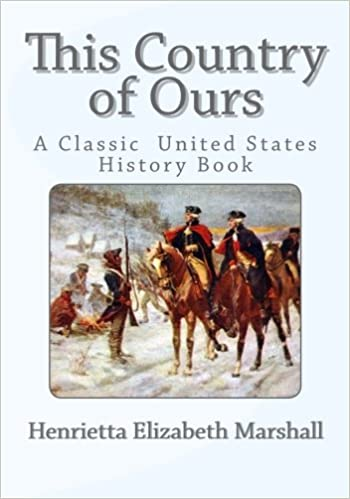 This Country
of Ours
A Classic United States
History Book
Henrietta Elizabeth Marshall